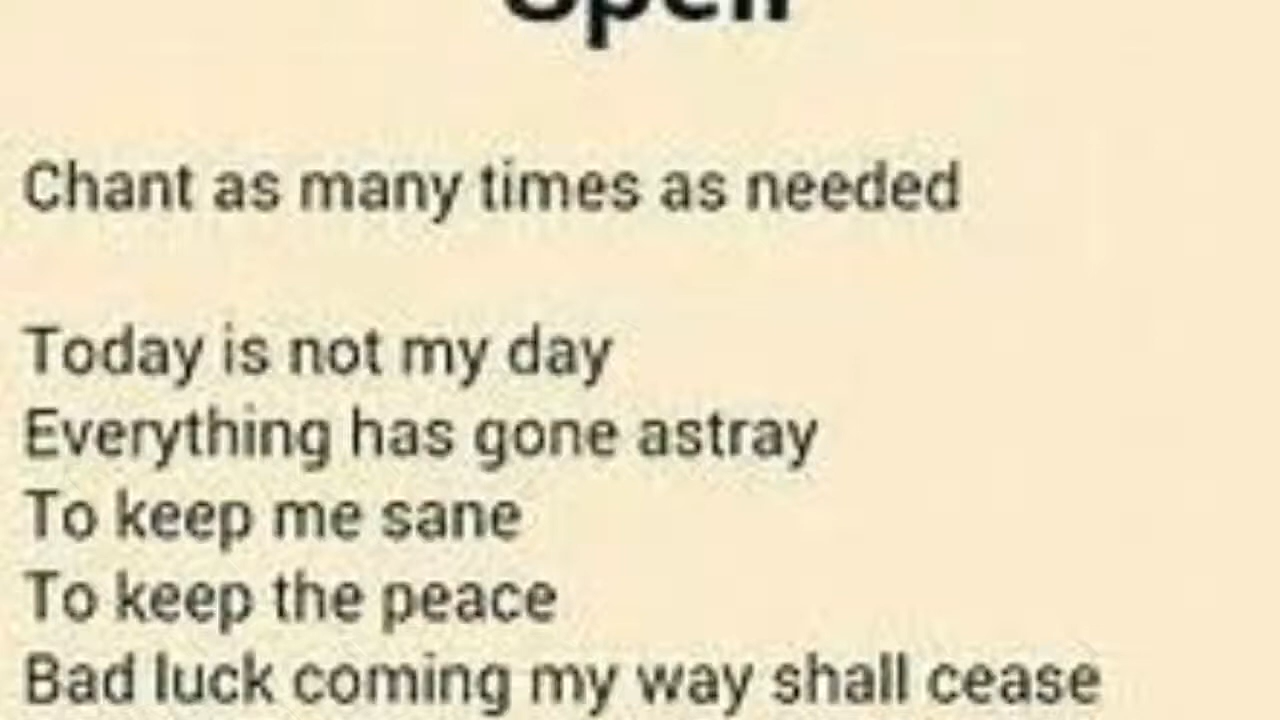 Spell
Chant as many times as needed
Today is not my day
Everything has gone astray
To keep me sane
To keep the peace
Bad luck coming my way shall cease